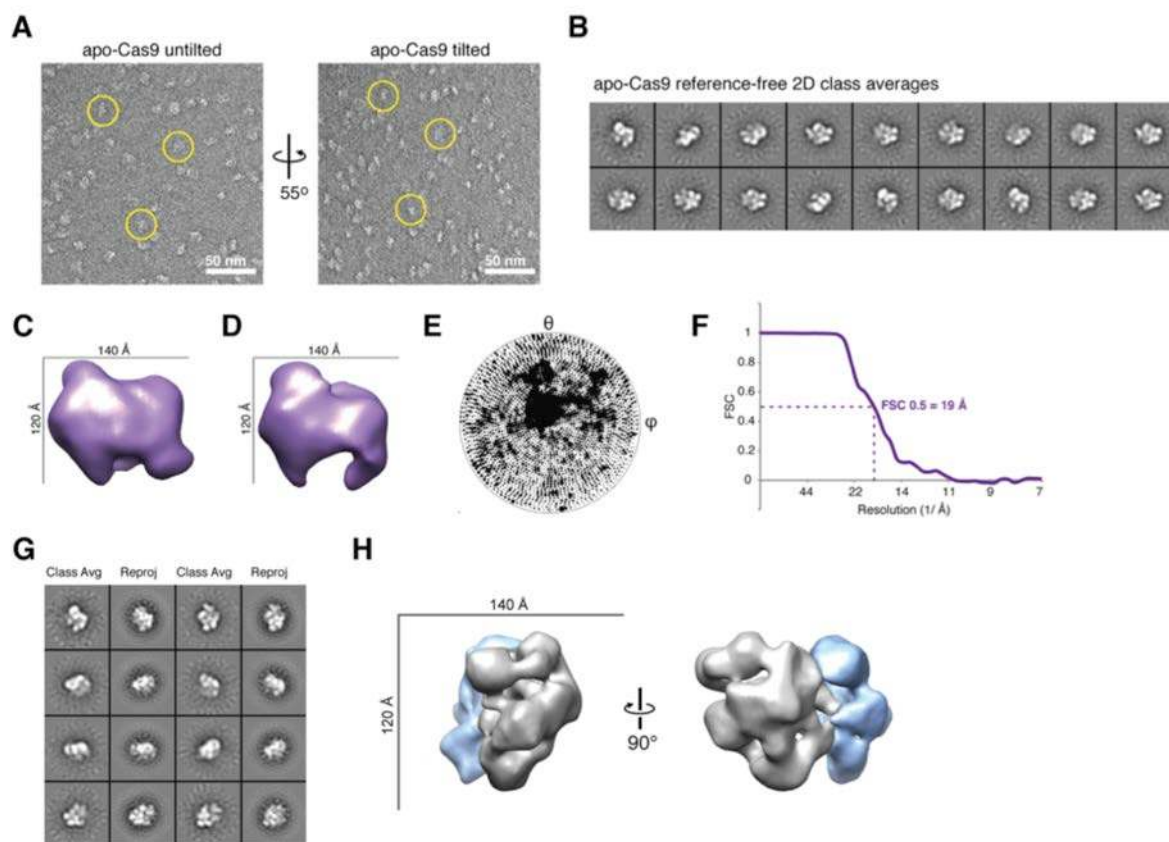 A
apo-Cas9 untilted
apo-Cas9 tilted
50 nm
55°
50 nm
B
apo-Cas9 reference-free 2D class averages
C
140 Å
120 Å
D
140 Å
120 Å
E
θ
φ
F
1
0.8
0.6
0.4
0.2
0
FSC
FSC 0.5 = 19 Å
44 22 14 11 9 7
Resolution (1/ Å)
G
Class Avg Reproj Class Avg Reproj
H
140 Å
120 Å
90°